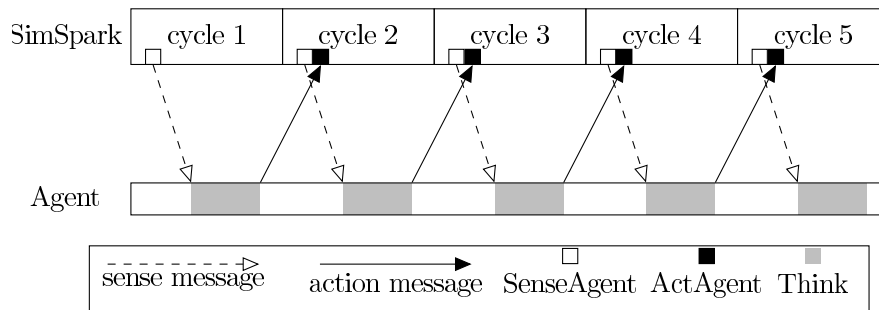 SimSpark cycle 1 cycle 2 cycle 3 cycle 4 cycle 5
Agent
sense message action message SenseAgent ActAgent Think